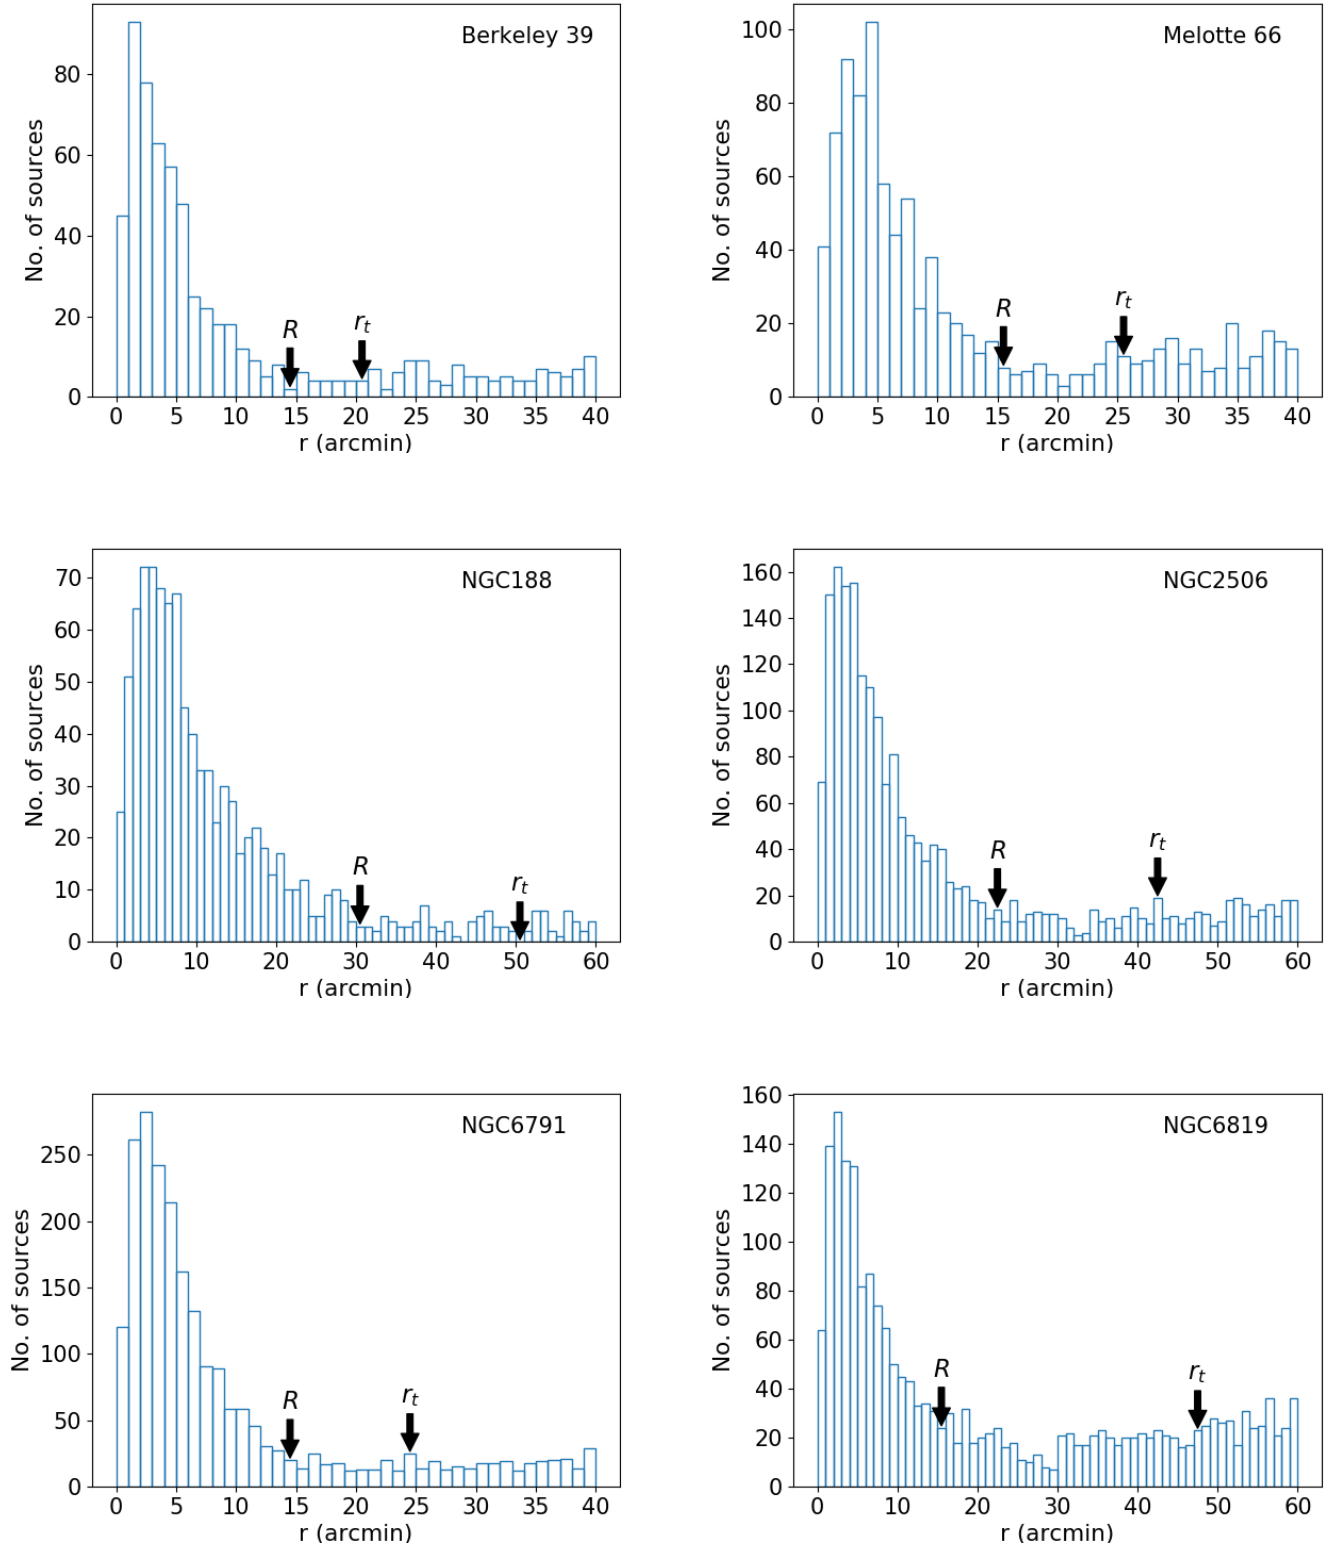 Berkeley 39
No. of sources
80
60
40
20
0
R
r_t
0 5 10 15 20 25 30 35 40
r (arcmin)
Melotte 66
No. of sources
100
80
60
40
20
0
R
r_t
0 5 10 15 20 25 30 35 40
r (arcmin)
NGC188
No. of sources
70
60
50
40
30
20
10
0
R
r_t
0 10 20 30 40 50 60
r (arcmin)
NGC2506
No. of sources
160
140
120
100
80
60
40
20
0
R
r_t
0 10 20 30 40 50 60
r (arcmin)
NGC6791
No. of sources
250
200
150
100
50
0
R
r_t
0 5 10 15 20 25 30 35 40
r (arcmin)
NGC6819
No. of sources
160
140
120
100
80
60
40
20
0
R
r_t
0 10 20 30 40 50 60
r (arcmin)